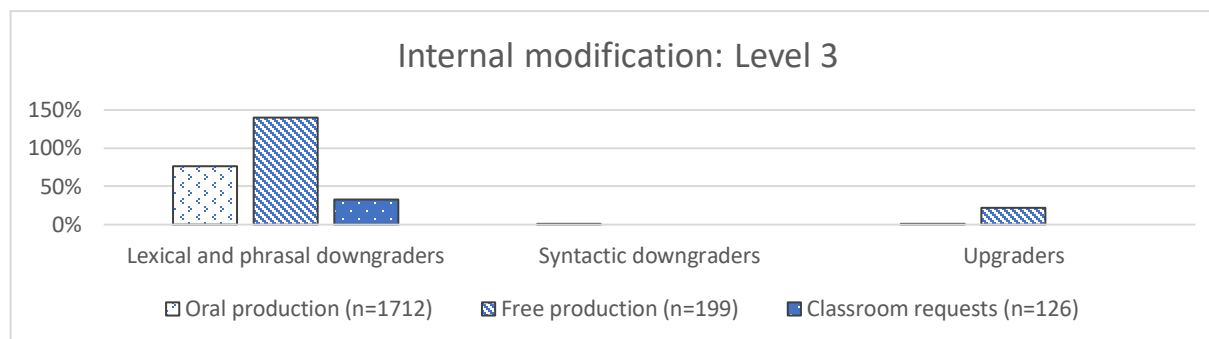 Internal modification: Level 3
150%
100%
50%
0%
Lexical and phrasal downgraders Syntactic downgraders Upgraders
Oral production (n=1712) Free production (n=199) Classroom requests (n=126)